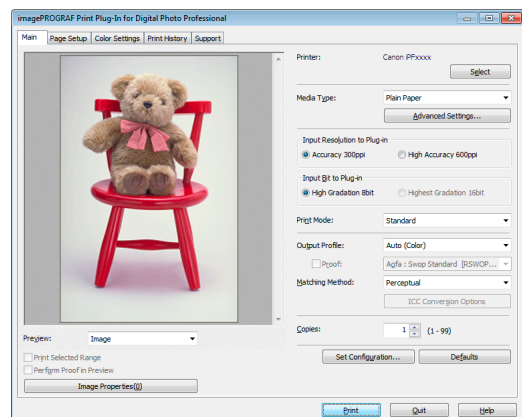 imagePROGRAF Print Plug-In for Digital Photo Professional
Main Page Setup Color Settings Print History Support
Printer: Canon iPFxxxx
Select
Media Type: Plain Paper
Advanced Settings...
Input Resolution to Plug-in
Accuracy 300ppi High Accuracy 600ppi
Input Bit to Plug-in
High Gradation 8bit Highest Gradation 16bit
Print Mode: Standard
Output Profile: Auto (Color)
Proof: Agfa : Swop Standard [RSWOP...
Matching Method: Perceptual
ICC Conversion Options
Copies: 1 (1 - 99)
Preview: Image
Print Selected Range
Perform Proof in Preview
Image Properties(0)
Set Configuration... Defaults
Print Quit Help